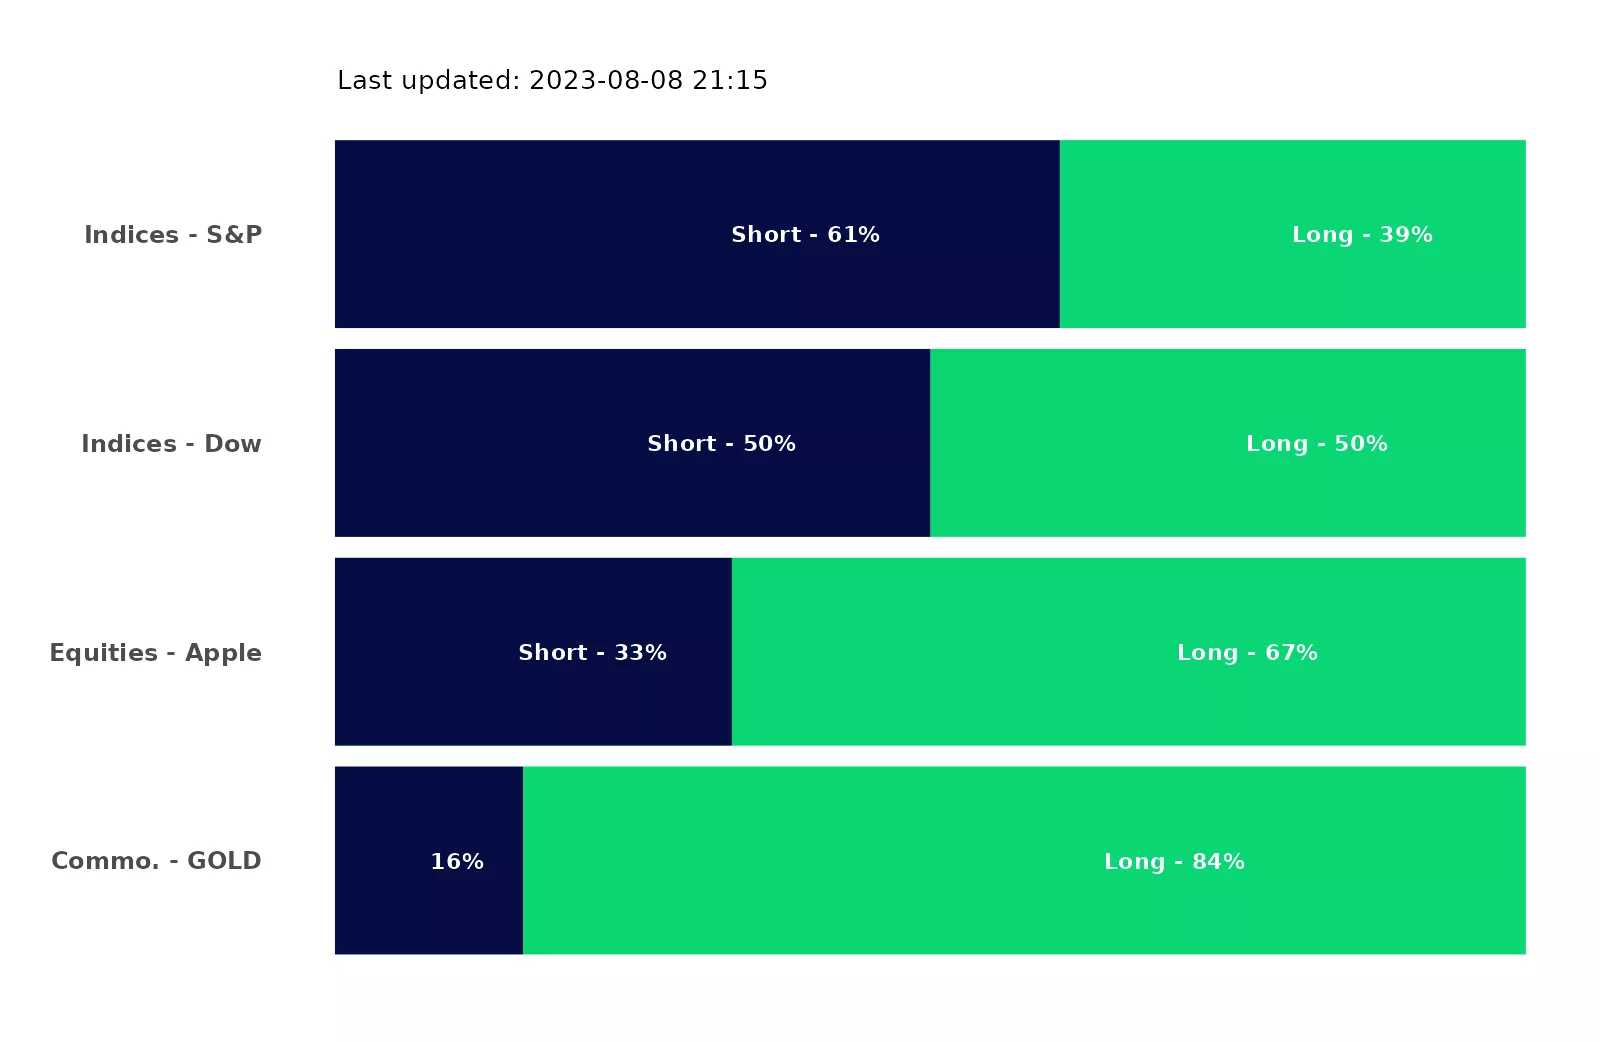 Last updated: 2023-08-08 21:15
Indices - S&P
Short - 61%
Long - 39%
Indices - Dow
Short - 50%
Long - 50%
Equities - Apple
Short - 33%
Long - 67%
Commo. - GOLD
16%
Long - 84%